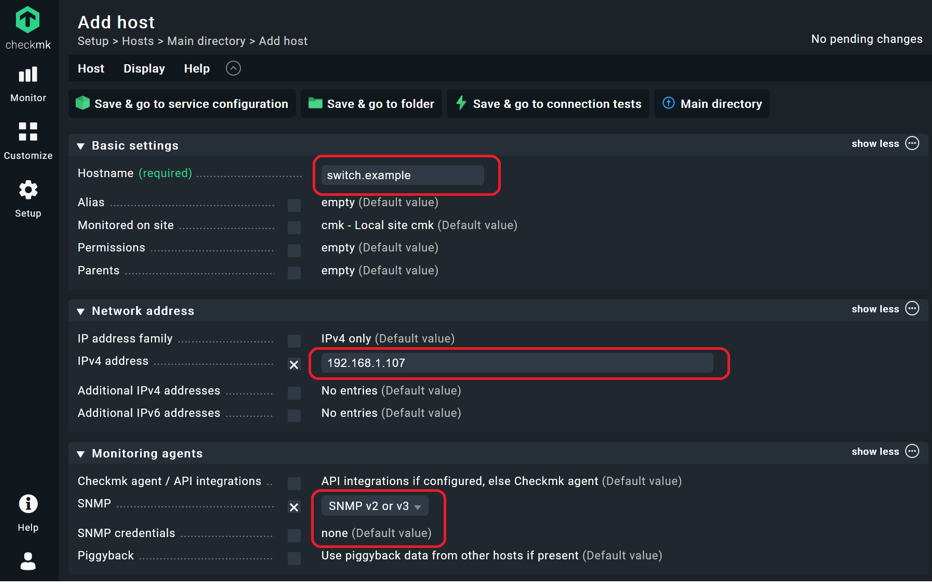 checkmk
Monitor
Customize
Setup
Help
Add host
Setup > Hosts > Main directory > Add host
No pending changes
Host Display Help
Save & go to service configuration Save & go to folder Save & go to connection tests Main directory
Basic settings show less
Hostname (required) switch.example
Alias empty (Default value)
Monitored on site cmk - Local site cmk (Default value)
Permissions empty (Default value)
Parents empty (Default value)
Network address show less
IP address family IPv4 only (Default value)
IPv4 address 192.168.1.107
Additional IPv4 addresses No entries (Default value)
Additional IPv6 addresses No entries (Default value)
Monitoring agents show less
Checkmk agent / API integrations .. API integrations if configured, else Checkmk agent (Default value)
SNMP SNMP v2 or v3
SNMP credentials none (Default value)
Piggyback Use piggyback data from other hosts if present (Default value)